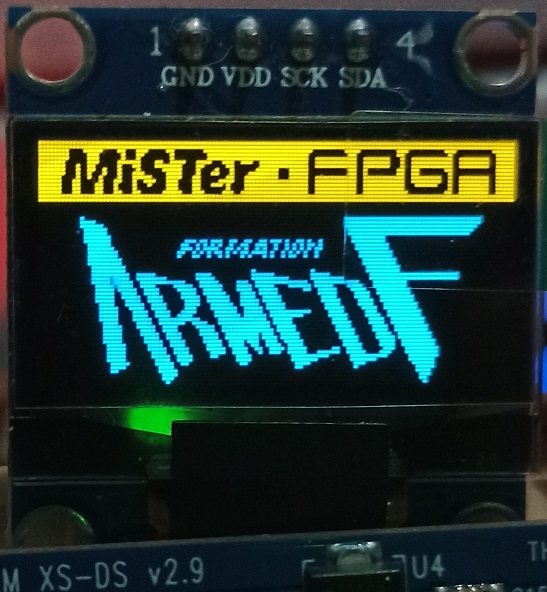 1 4
GND VDD SCK SDA
MiSTer · FPGA
FORMATION
ARMED F
M XS-DS v2.9
U4